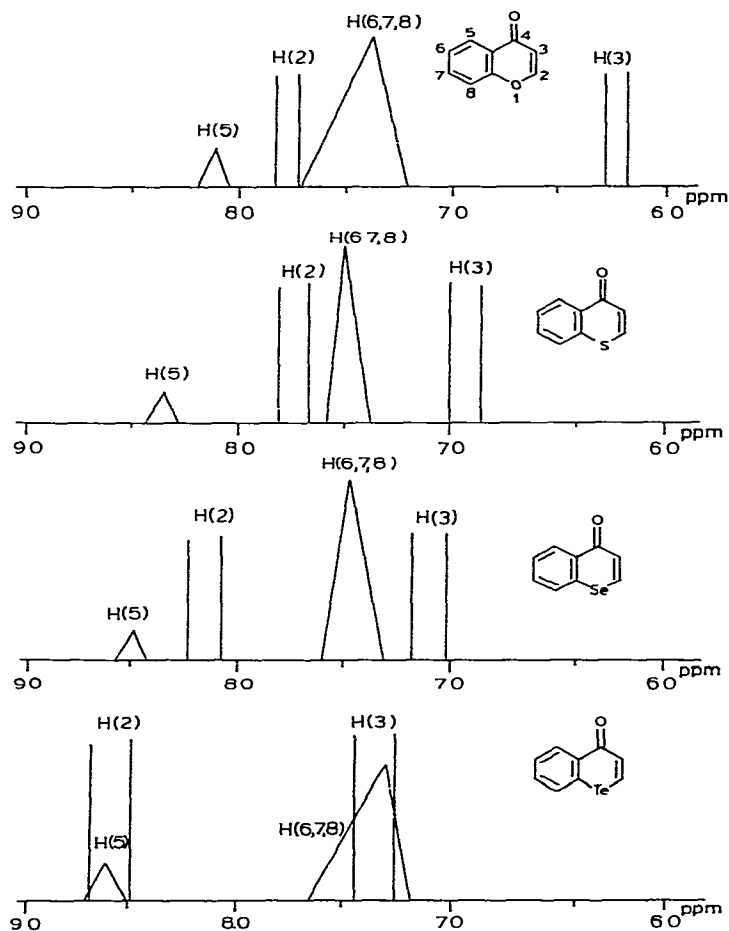 H(6,7,8)
H(2)
H(3)
H(5)
O
4
5
3
6
7
2
8
O
1
90 80 70 60 ppm
H(6 7,8)
H(2)
H(3)
H(5)
O
S
90 80 70 60 ppm
H(6,7,8)
H(2)
H(3)
H(5)
O
Se
90 80 70 60 ppm
H(2)
H(3)
H(5)
H(6,7,8)
O
Te
90 80 70 60 ppm